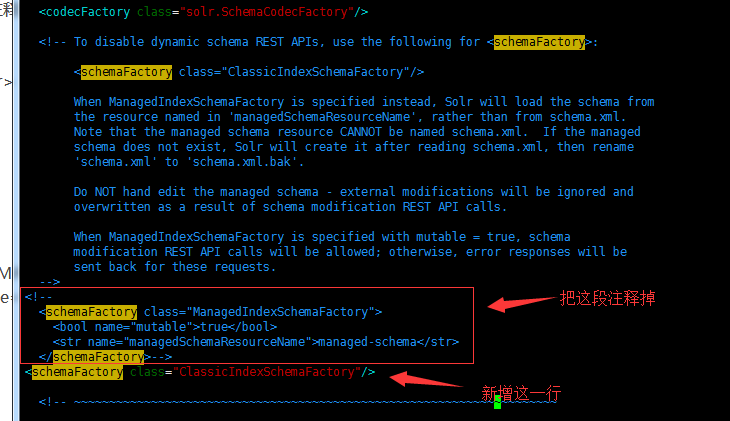 <codecFactory class="solr.SchemaCodecFactory"/>
<!-- To disable dynamic schema REST APIs, use the following for <schemaFactory>:
<schemaFactory class="ClassicIndexSchemaFactory"/>
When ManagedIndexSchemaFactory is specified instead, Solr will load the schema from
the resource named in 'managedSchemaResourceName', rather than from schema.xml.
Note that the managed schema resource CANNOT be named schema.xml.  If the managed
schema does not exist, Solr will create it after reading schema.xml, then rename
'schema.xml' to 'schema.xml.bak'.
Do NOT hand edit the managed schema - external modifications will be ignored and
overwritten as a result of schema modification REST API calls.
When ManagedIndexSchemaFactory is specified with mutable = true, schema
modification REST API calls will be allowed; otherwise, error responses will be
sent back for these requests.
-->
<!--
<schemaFactory class="ManagedIndexSchemaFactory">
把这段注释掉
<bool name="mutable">true</bool>
<str name="managedSchemaResourceName">managed-schema</str>
</schemaFactory>-->
<schemaFactory class="ClassicIndexSchemaFactory"/>
新增这一行
<!-- ~~~~~~~~~~~~~~~~~~~~~~~~~~~~~~~~~~~~~~~~~~~~~~~~~~~~~~~~~~~~~~~~~~~~~~